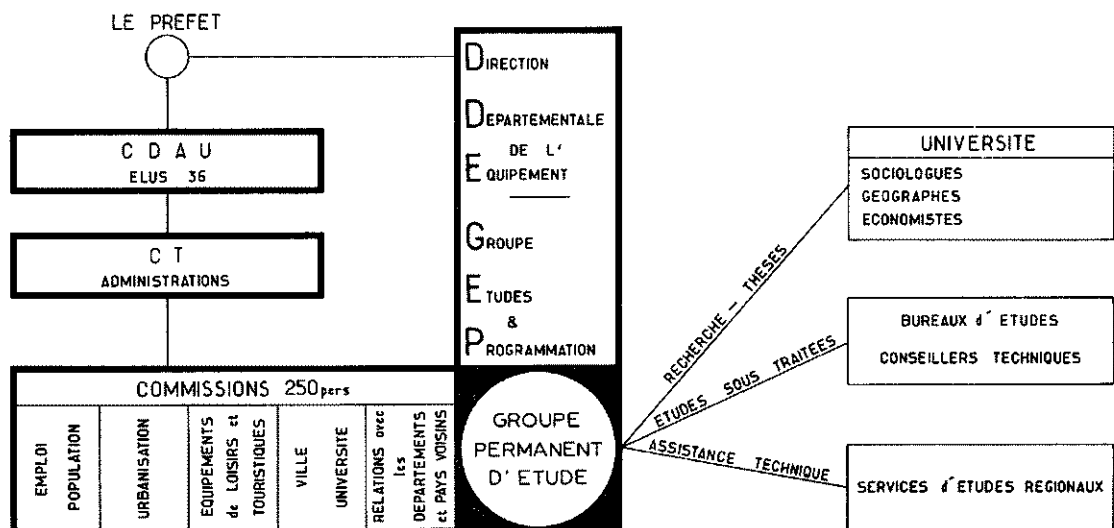 LE PREFET
C D A U
ELUS 36
C T
ADMINISTRATIONS
COMMISSIONS 250pers
EMPLOI
POPULATION
URBANISATION
EQUIPEMENTS
de LOISIRS et
TOURISTIQUES
VILLE
UNIVERSITE
RELATIONS avec
les
DEPARTEMENTS
et PAYS VOISINS
DIRECTION
DEPARTEMENTALE
DE L'
EQUIPEMENT
GROUPE
ETUDES
&
PROGRAMMATION
GROUPE
PERMANENT
D' ETUDE
RECHERCHE - THESES
ETUDES SOUS TRAITEES
ASSISTANCE TECHNIQUE
UNIVERSITE
SOCIOLOGUES
GEOGRAPHES
ECONOMISTES
BUREAUX d' ETUDES
CONSEILLERS TECHNIQUES
SERVICES d'ETUDES REGIONAUX